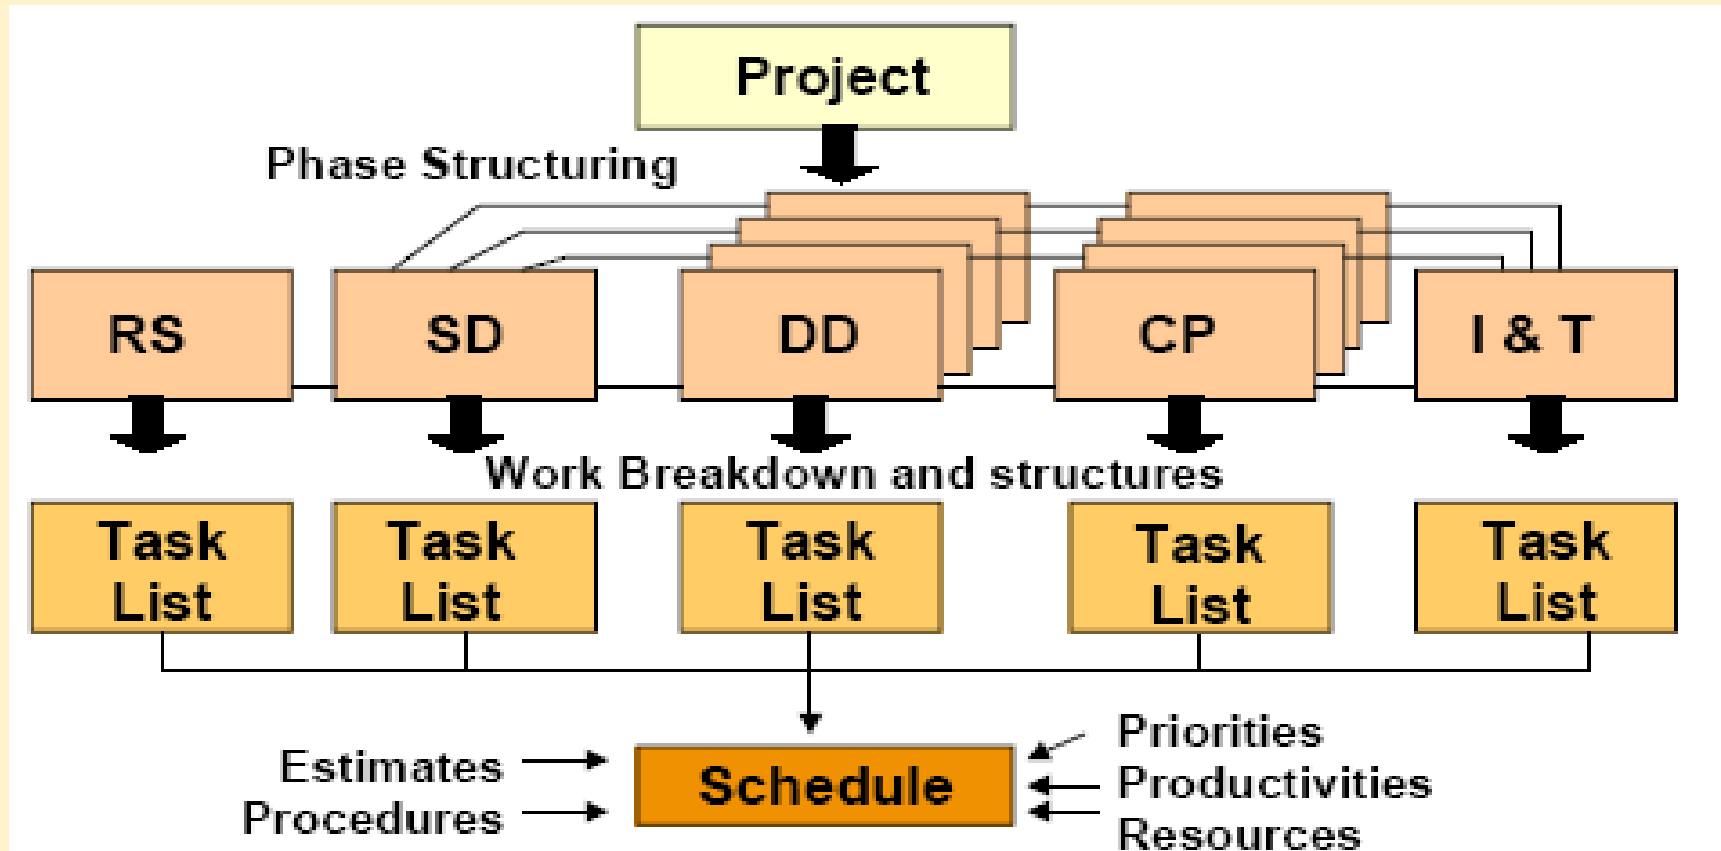 Project
Phase Structuring
RS
SD
DD
CP
I & T
Work Breakdown and structures
Task
List
Task
List
Task
List
Task
List
Task
List
Estimates
Procedures
Schedule
Priorities
Productivities
Resources